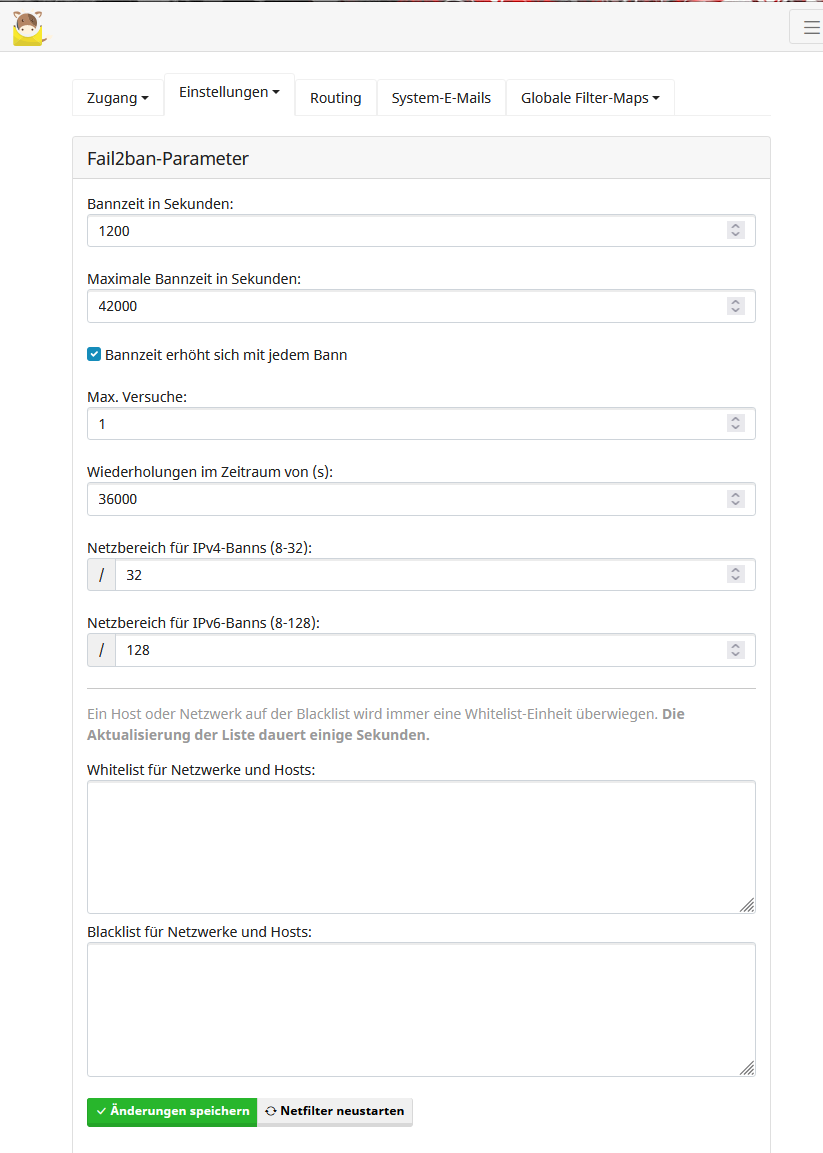 Zugang
Einstellungen
Routing
System-E-Mails
Globale Filter-Maps
Fail2ban-Parameter
Bannzeit in Sekunden:
1200
Maximale Bannzeit in Sekunden:
42000
Bannzeit erhöht sich mit jedem Bann
Max. Versuche:
1
Wiederholungen im Zeitraum von (s):
36000
Netzbereich für IPv4-Banns (8-32):
/ 32
Netzbereich für IPv6-Banns (8-128):
/ 128
Ein Host oder Netzwerk auf der Blacklist wird immer eine Whitelist-Einheit überwiegen. Die
Aktualisierung der Liste dauert einige Sekunden.
Whitelist für Netzwerke und Hosts:
Blacklist für Netzwerke und Hosts:
Änderungen speichern
Netfilter neustarten